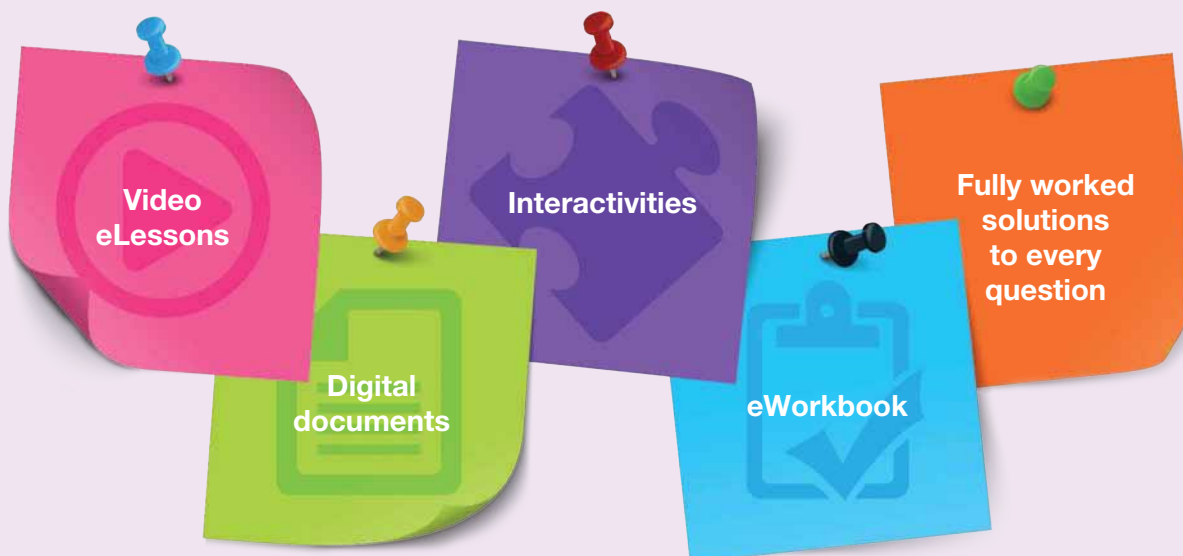 Video
eLessons
Digital
documents
Interactivities
eWorkbook
Fully worked
solutions
to every
question